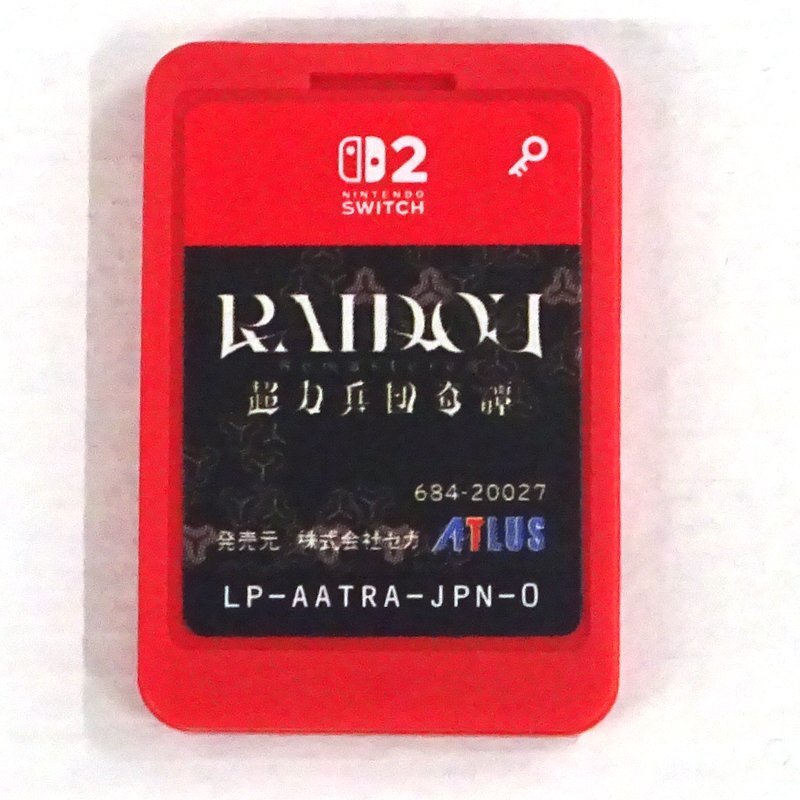 2
NINTENDO
SWITCH
RAIDOU
Remastered
超力兵団奇譚
684-20027
発売元 株式会社セガ ATLUS
LP-AATRA-JPN-0